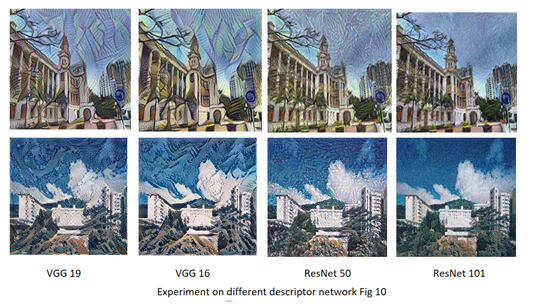 VGG 19 VGG 16 ResNet 50 ResNet 101
Experiment on different descriptor network Fig 10